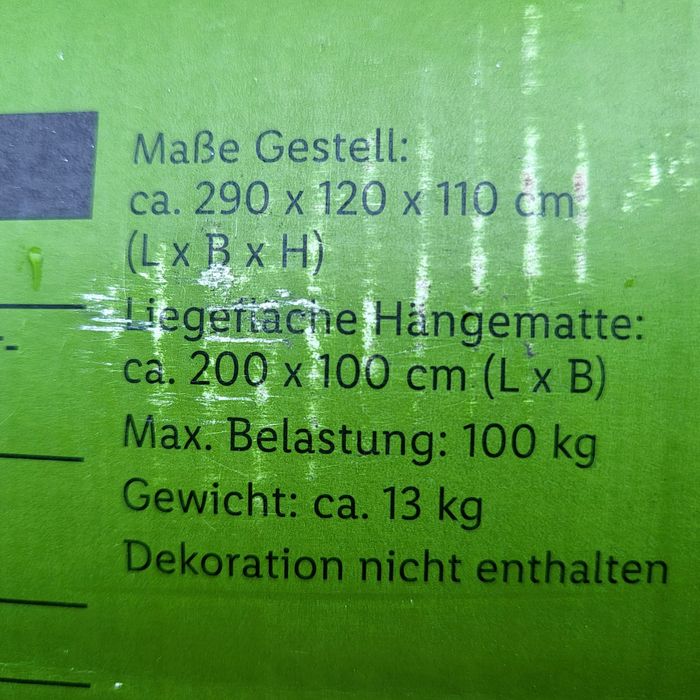 Maße Gestell:
ca. 290 x 120 x 110 cm
(L x B x H)
Liegefläche Hängematte:
ca. 200 x 100 cm (L x B)
Max. Belastung: 100 kg
Gewicht: ca. 13 kg
Dekoration nicht enthalten